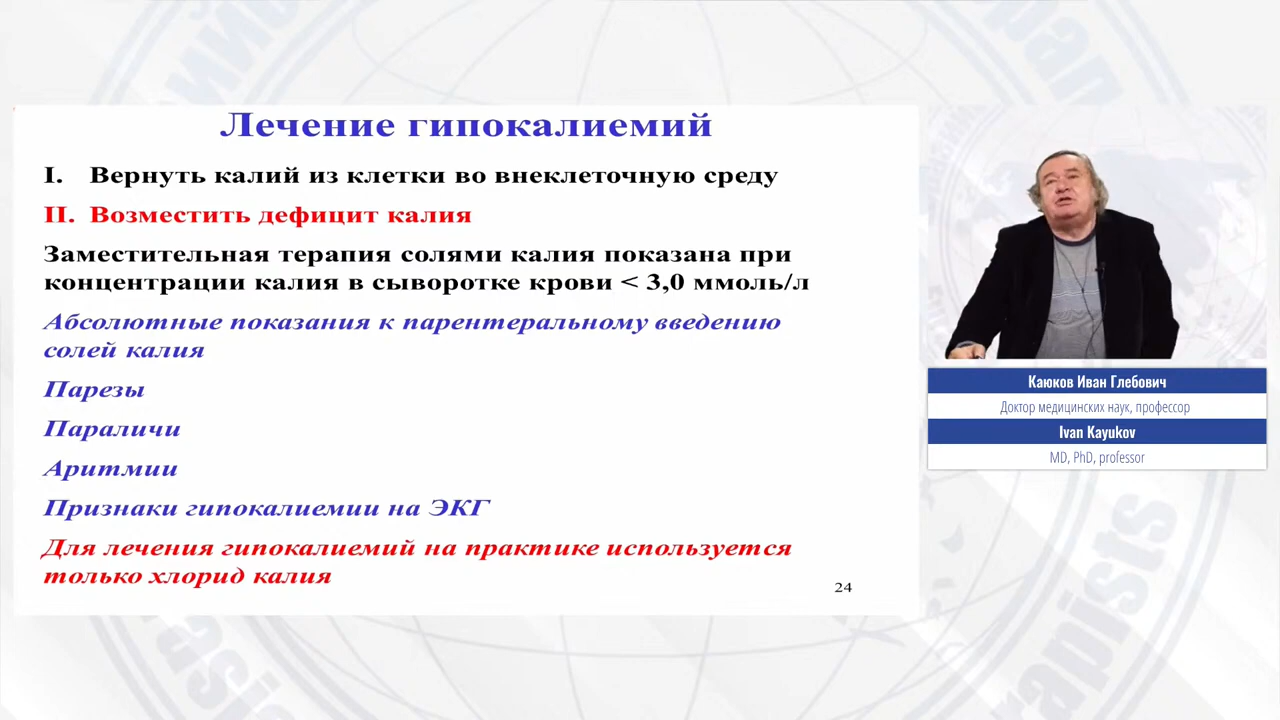 Лечение гипокалиемий
I. Вернуть калий из клетки во внеклеточную среду
II. Возместить дефицит калия
Заместительная терапия солями калия показана при
концентрации калия в сыворотке крови < 3,0 ммоль/л
Абсолютные показания к парентеральному введению
солей калия
Парезы
Параличи
Аритмии
Признаки гипокалиемии на ЭКГ
Для лечения гипокалиемий на практике используется
только хлорид калия
24
Каюков Иван Глебович
Доктор медицинских наук, профессор
Ivan Kayukov
MD, PhD, professor